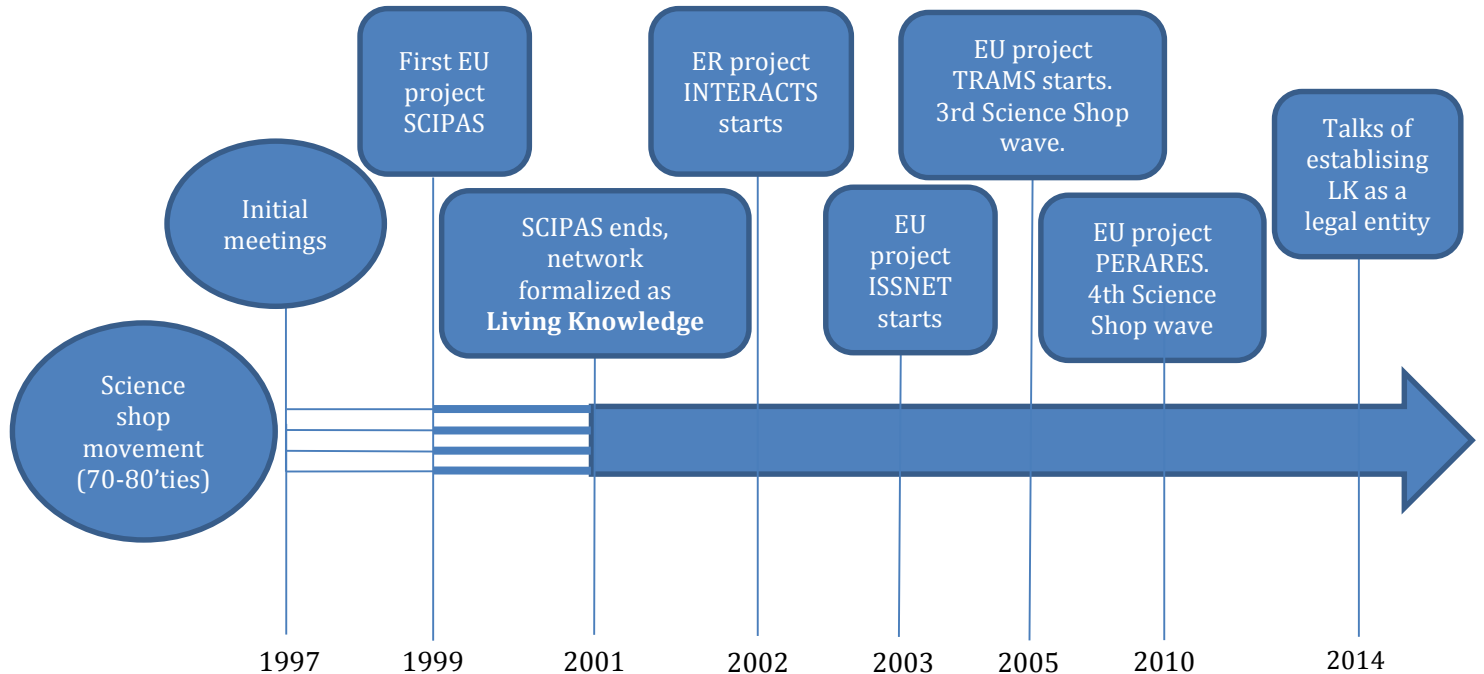 Science
shop
movement
(70-80’ties)
Initial
meetings
First EU
project
SCIPAS
SCIPAS ends,
network
formalized as
Living Knowledge
ER project
INTERACTS
starts
EU
project
ISSNET
starts
EU project
TRAMS starts.
3rd Science Shop
wave.
EU project
PERARES.
4th Science
Shop wave
Talks of
establising
LK as a
legal entity
1997
1999
2001
2002
2003
2005
2010
2014